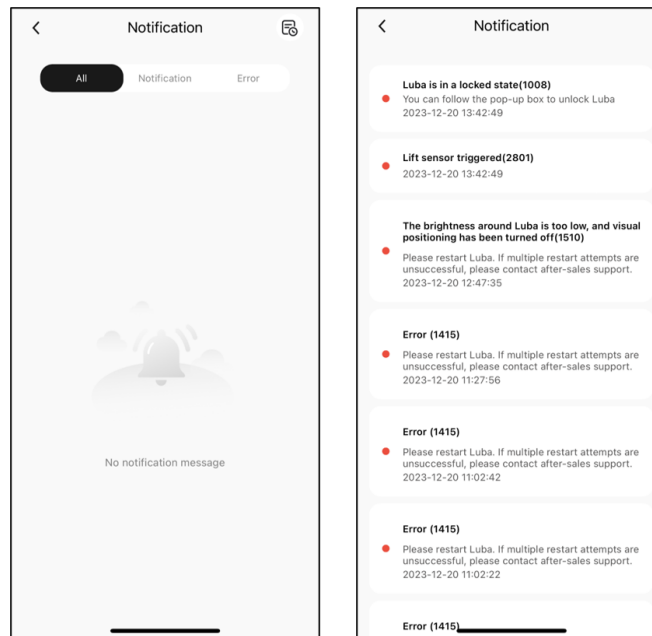 Notification
All
Notification
Error
No notification message
Notification
Luba is in a locked state(1008)
You can follow the pop-up box to unlock Luba
2023-12-20 13:42:49
Lift sensor triggered(2801)
2023-12-20 13:42:49
The brightness around Luba is too low, and visual
positioning has been turned off(1510)
Please restart Luba. If multiple restart attempts are
unsuccessful, please contact after-sales support.
2023-12-20 12:47:35
Error (1415)
Please restart Luba. If multiple restart attempts are
unsuccessful, please contact after-sales support.
2023-12-20 11:27:56
Error (1415)
Please restart Luba. If multiple restart attempts are
unsuccessful, please contact after-sales support.
2023-12-20 11:02:42
Error (1415)
Please restart Luba. If multiple restart attempts are
unsuccessful, please contact after-sales support.
2023-12-20 11:02:22
Error (1415)